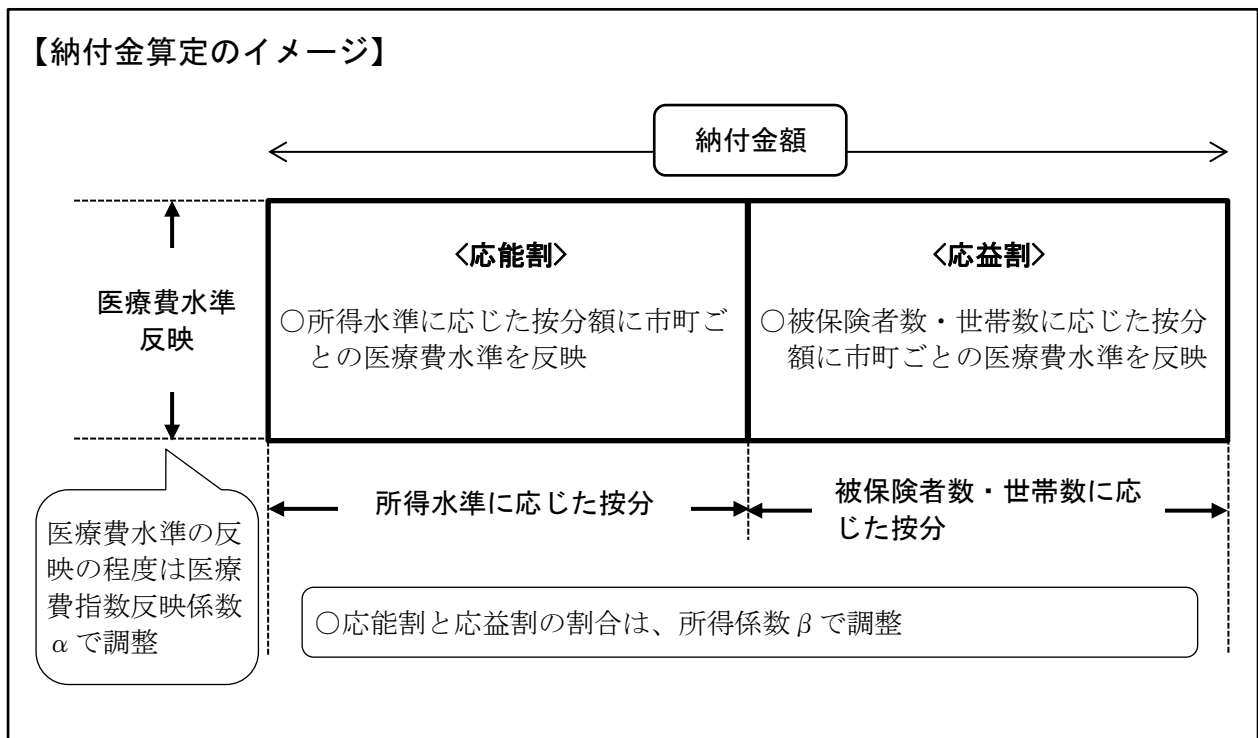 【納付金算定のイメージ】
納付金額
医療費水準
反映
〈応能割〉
○所得水準に応じた按分額に市町ご
との医療費水準を反映
〈応益割〉
○被保険者数・世帯数に応じた按分
額に市町ごとの医療費水準を反映
所得水準に応じた按分
被保険者数・世帯数に応
じた按分
医療費水準の反
映の程度は医療
費指数反映係数
αで調整
○応能割と応益割の割合は、所得係数βで調整